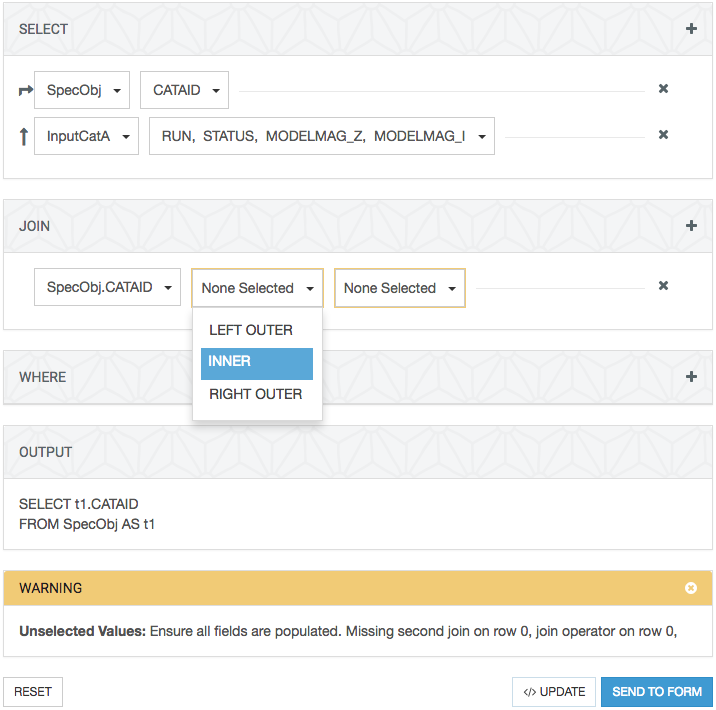 SELECT
SpecObj CATAID
InputCatA RUN, STATUS, MODELMAG_Z, MODELMAG_I
JOIN
SpecObj.CATAID None Selected None Selected
LEFT OUTER
INNER
RIGHT OUTER
WHERE
OUTPUT
SELECT t1.CATAID
FROM SpecObj AS t1
WARNING
Unselected Values: Ensure all fields are populated. Missing second join on row 0, join operator on row 0,
RESET </> UPDATE SEND TO FORM